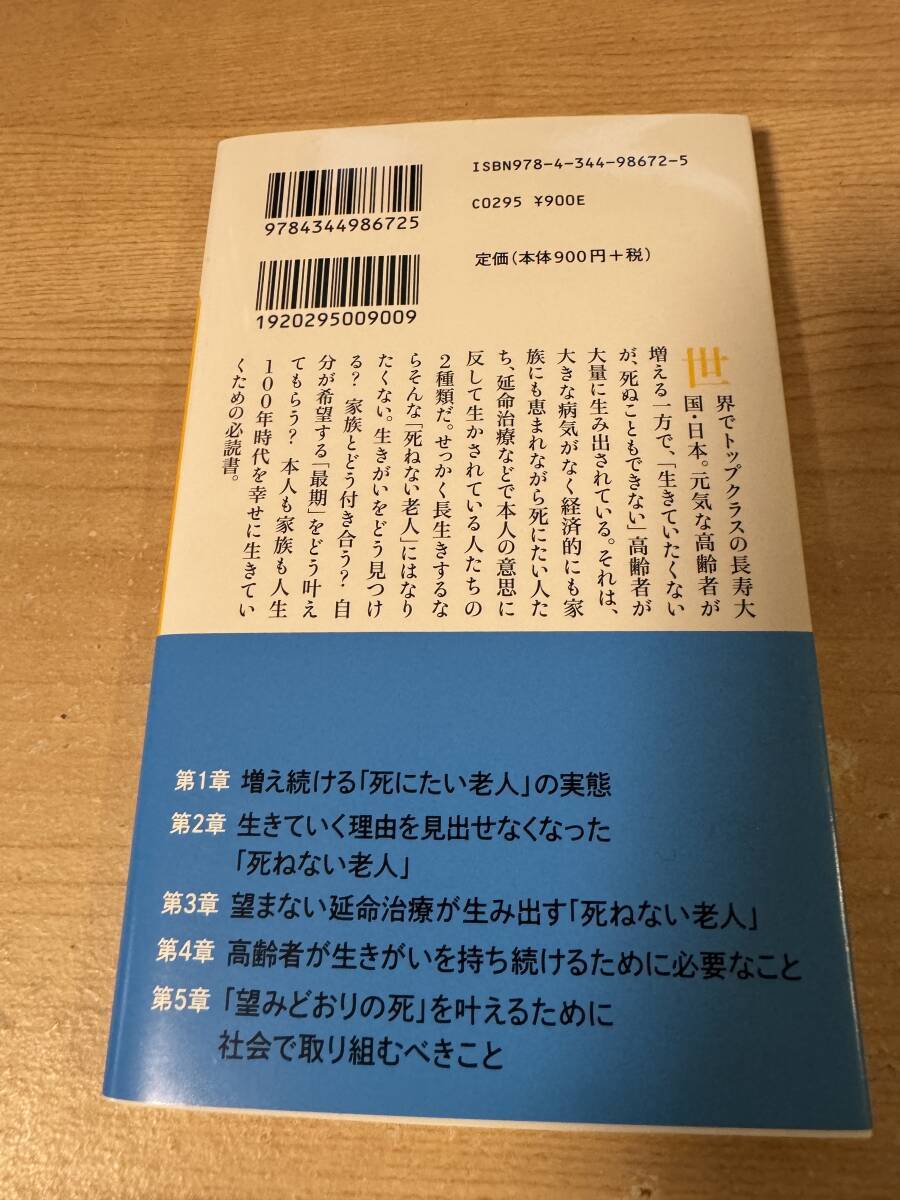 ISBN978-4-344-98672-5
9784344986725
C0295 ¥900E
定価(本体900円+税)
1920295009009
世界でトップクラスの長寿大
国・日本。元気な高齢者が
増える一方で、「生きていたくない
が、死ぬこともできない」高齢者が
大量に生み出されている。それは、
大きな病気がなく経済的にも家
族にも恵まれながら死にたい人た
ち、延命治療などで本人の意思に
反して生かされている人たちの
2種類だ。せっかく長生きするな
らそんな「死ねない老人」にはなり
たくない。生きがいをどう見つけ
る? 家族とどう付き合う? 自
分が希望する「最期」をどう叶え
てもらう? 本人も家族も人生
100年時代を幸せに生きてい
くための必読書。
第1章 増え続ける「死にたい老人」の実態
第2章 生きていく理由を見出せなくなった
「死ねない老人」
第3章 望まない延命治療が生み出す「死ねない老人」
第4章 高齢者が生きがいを持ち続けるために必要なこと
第5章 「望みどおりの死」を叶えるために
社会で取り組むべきこと